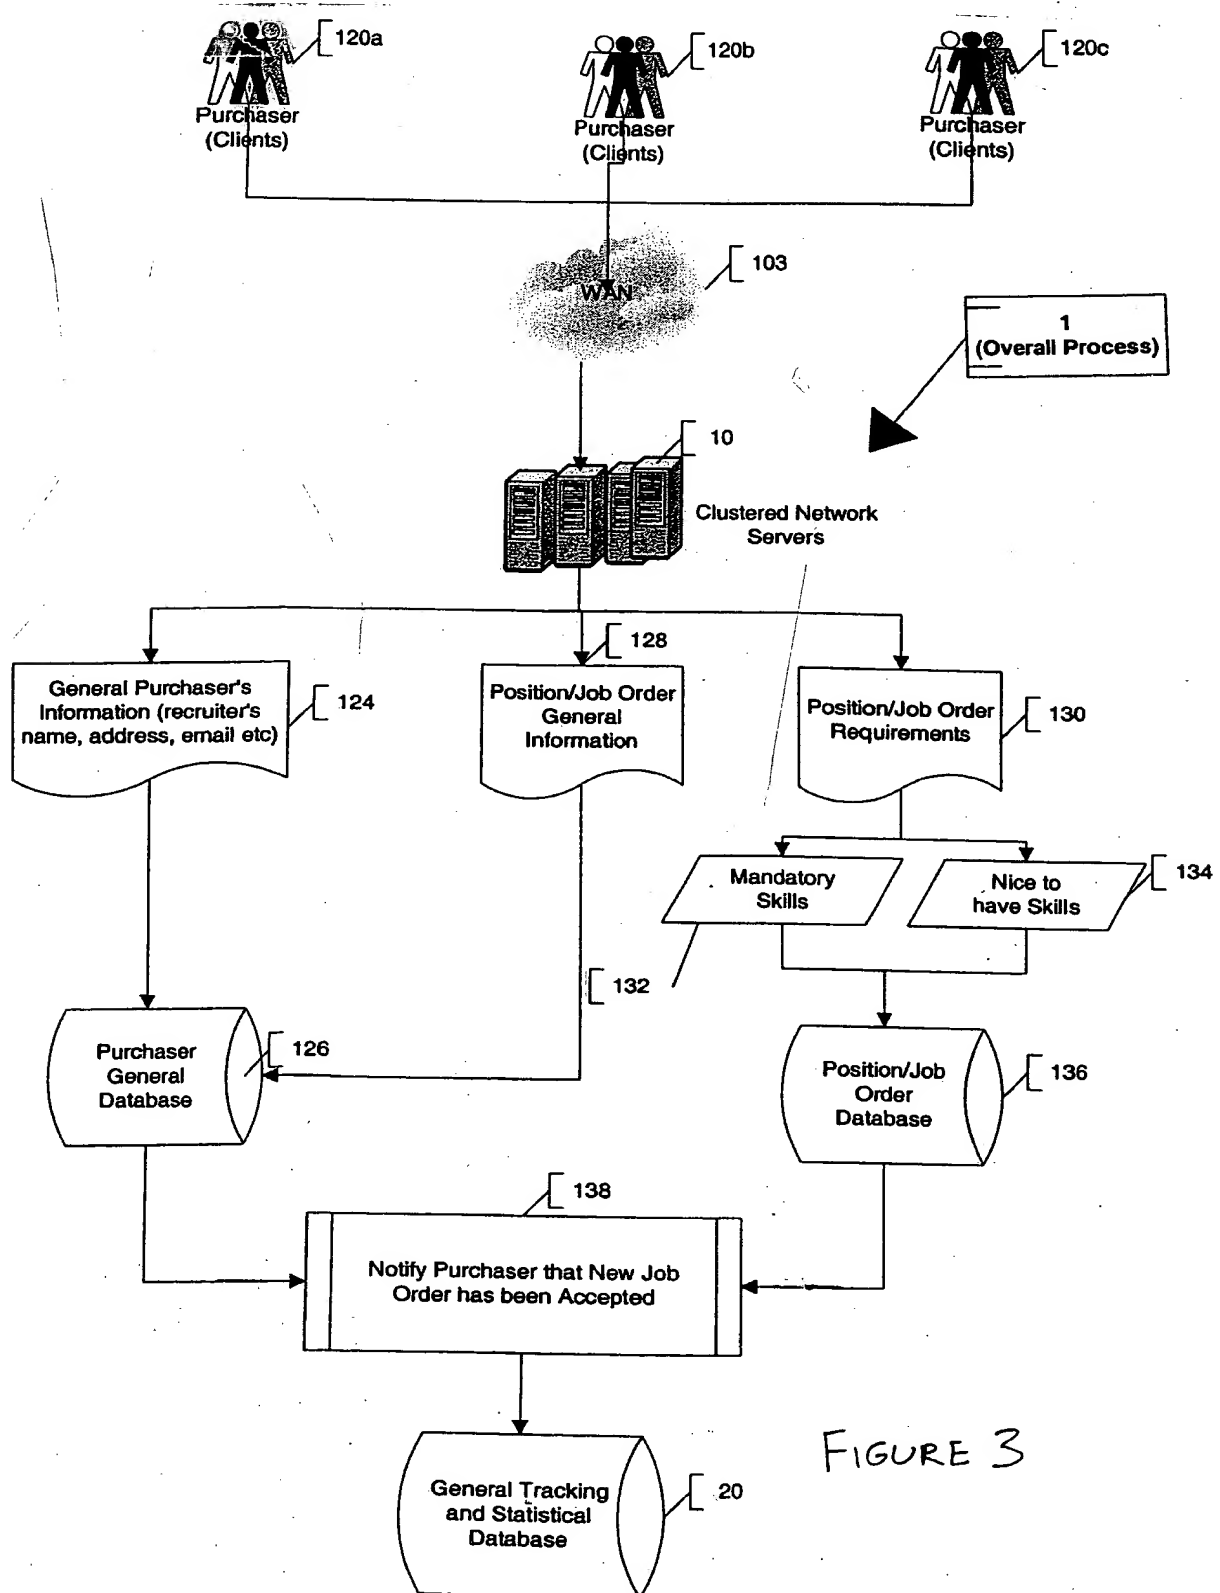 120a
120b
120c
Purchaser
(Clients)
Purchaser
(Clients)
Purchaser
(Clients)
103
WAN
1
(Overall Process)
10
Clustered Network
Servers
128
General Purchaser's
Information (recruiter's
name, address, email etc)
124
Position/Job Order
General
Information
Position/Job Order
Requirements
130
Mandatory
Skills
Nice to
have Skills
134
132
Purchaser
General
Database
126
Position/Job
Order
Database
136
138
Notify Purchaser that New Job
Order has been Accepted
FIGURE 3
General Tracking
and Statistical
Database
20